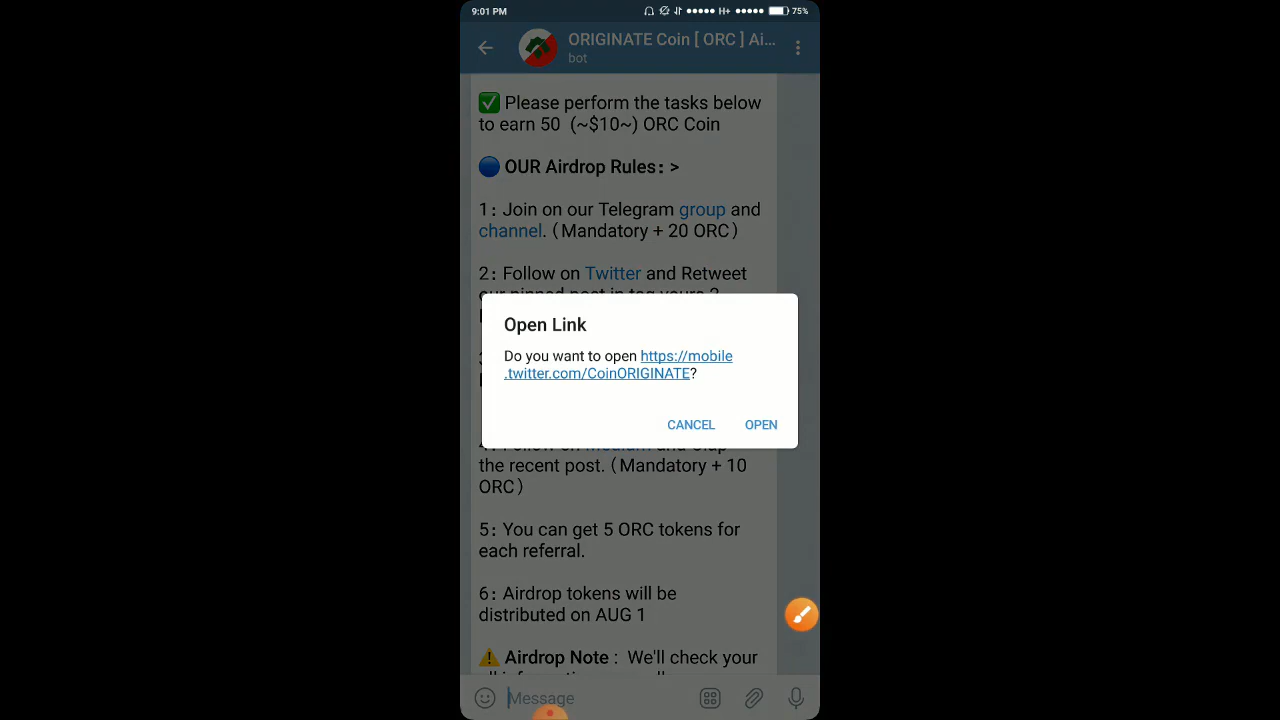 9:01 PM H+ 75%
ORIGINATE Coin [ ORC ] Ai...
bot
✅ Please perform the tasks below
to earn 50 (~$10~) ORC Coin
🔵 OUR Airdrop Rules: >
1: Join on our Telegram group and
channel. (Mandatory + 20 ORC)
2: Follow on Twitter and Retweet
Open Link
Do you want to open https://mobile
.twitter.com/CoinORIGINATE?
CANCEL OPEN
the recent post. (Mandatory + 10
ORC)
5: You can get 5 ORC tokens for
each referral.
6: Airdrop tokens will be
distributed on AUG 1
⚠️ Airdrop Note : We'll check your
Message